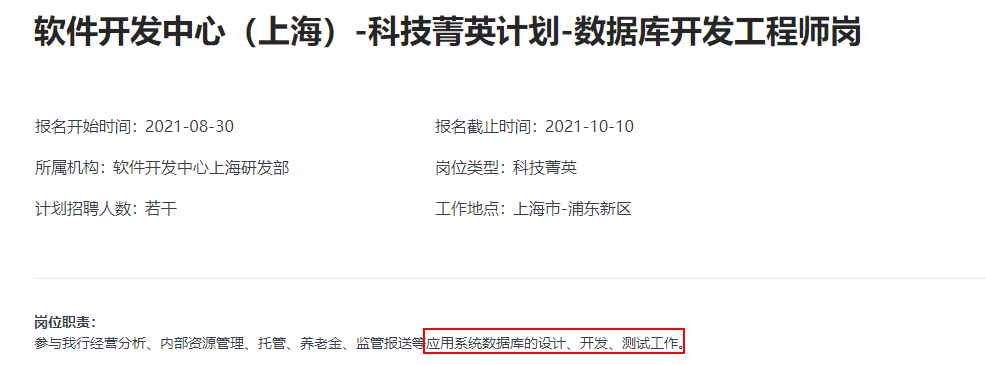 软件开发中心（上海）-科技菁英计划-数据库开发工程师岗
报名开始时间：2021-08-30
报名截止时间：2021-10-10
所属机构：软件开发中心上海研发部
岗位类型：科技菁英
计划招聘人数：若干
工作地点：上海市-浦东新区
岗位职责：
参与我行经营分析、内部资源管理、托管、养老金、监管报送等应用系统数据库的设计、开发、测试工作。